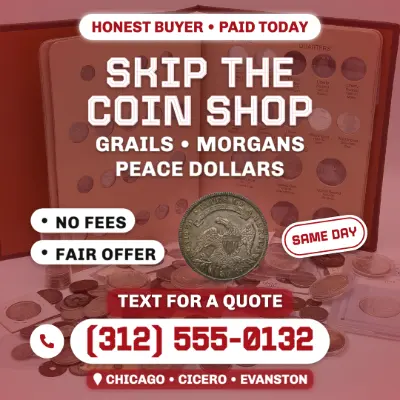 HONEST BUYER • PAID TODAY
SKIP THE
COIN SHOP
GRAILS • MORGANS
PEACE DOLLARS
• NO FEES
• FAIR OFFER
SAME DAY
TEXT FOR A QUOTE
(312) 555-0132
CHICAGO • CICERO • EVANSTON